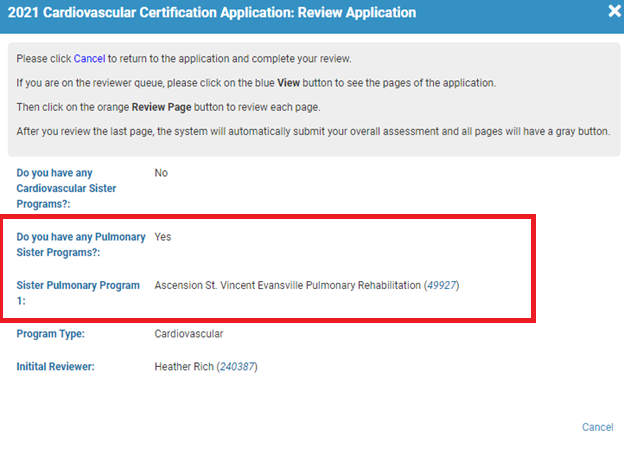 2021 Cardiovascular Certification Application: Review Application
Please click Cancel to return to the application and complete your review.
If you are on the reviewer queue, please click on the blue View button to see the pages of the application.
Then click on the orange Review Page button to review each page.
After you review the last page, the system will automatically submit your overall assessment and all pages will have a gray button.
Do you have any No
Cardiovascular Sister
Programs?:
Do you have any Pulmonary Yes
Sister Programs?:
Sister Pulmonary Program Ascension St. Vincent Evansville Pulmonary Rehabilitation (49927)
1:
Program Type: Cardiovascular
Initital Reviewer: Heather Rich (240387)
Cancel